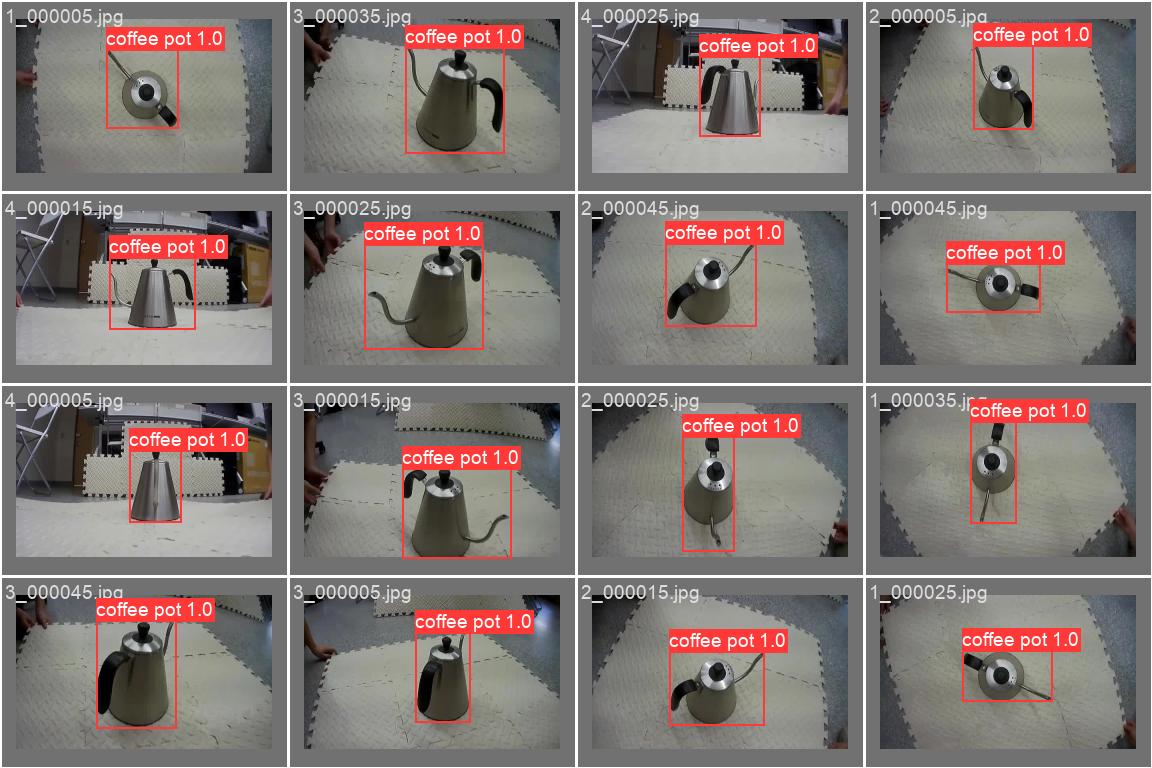 1_000005.jpg
coffee pot 1.0
3_000035.jpg
coffee pot 1.0
4_000025.jpg
coffee pot 1.0
2_000005.jpg
coffee pot 1.0
4_000015.jpg
coffee pot 1.0
3_000025.jpg
coffee pot 1.0
2_000045.jpg
coffee pot 1.0
1_000045.jpg
coffee pot 1.0
4_000005.jpg
coffee pot 1.0
3_000015.jpg
coffee pot 1.0
2_000025.jpg
coffee pot 1.0
1_000035.jpg
coffee pot 1.0
3_000045.jpg
coffee pot 1.0
3_000005.jpg
coffee pot 1.0
2_000015.jpg
coffee pot 1.0
1_000025.jpg
coffee pot 1.0